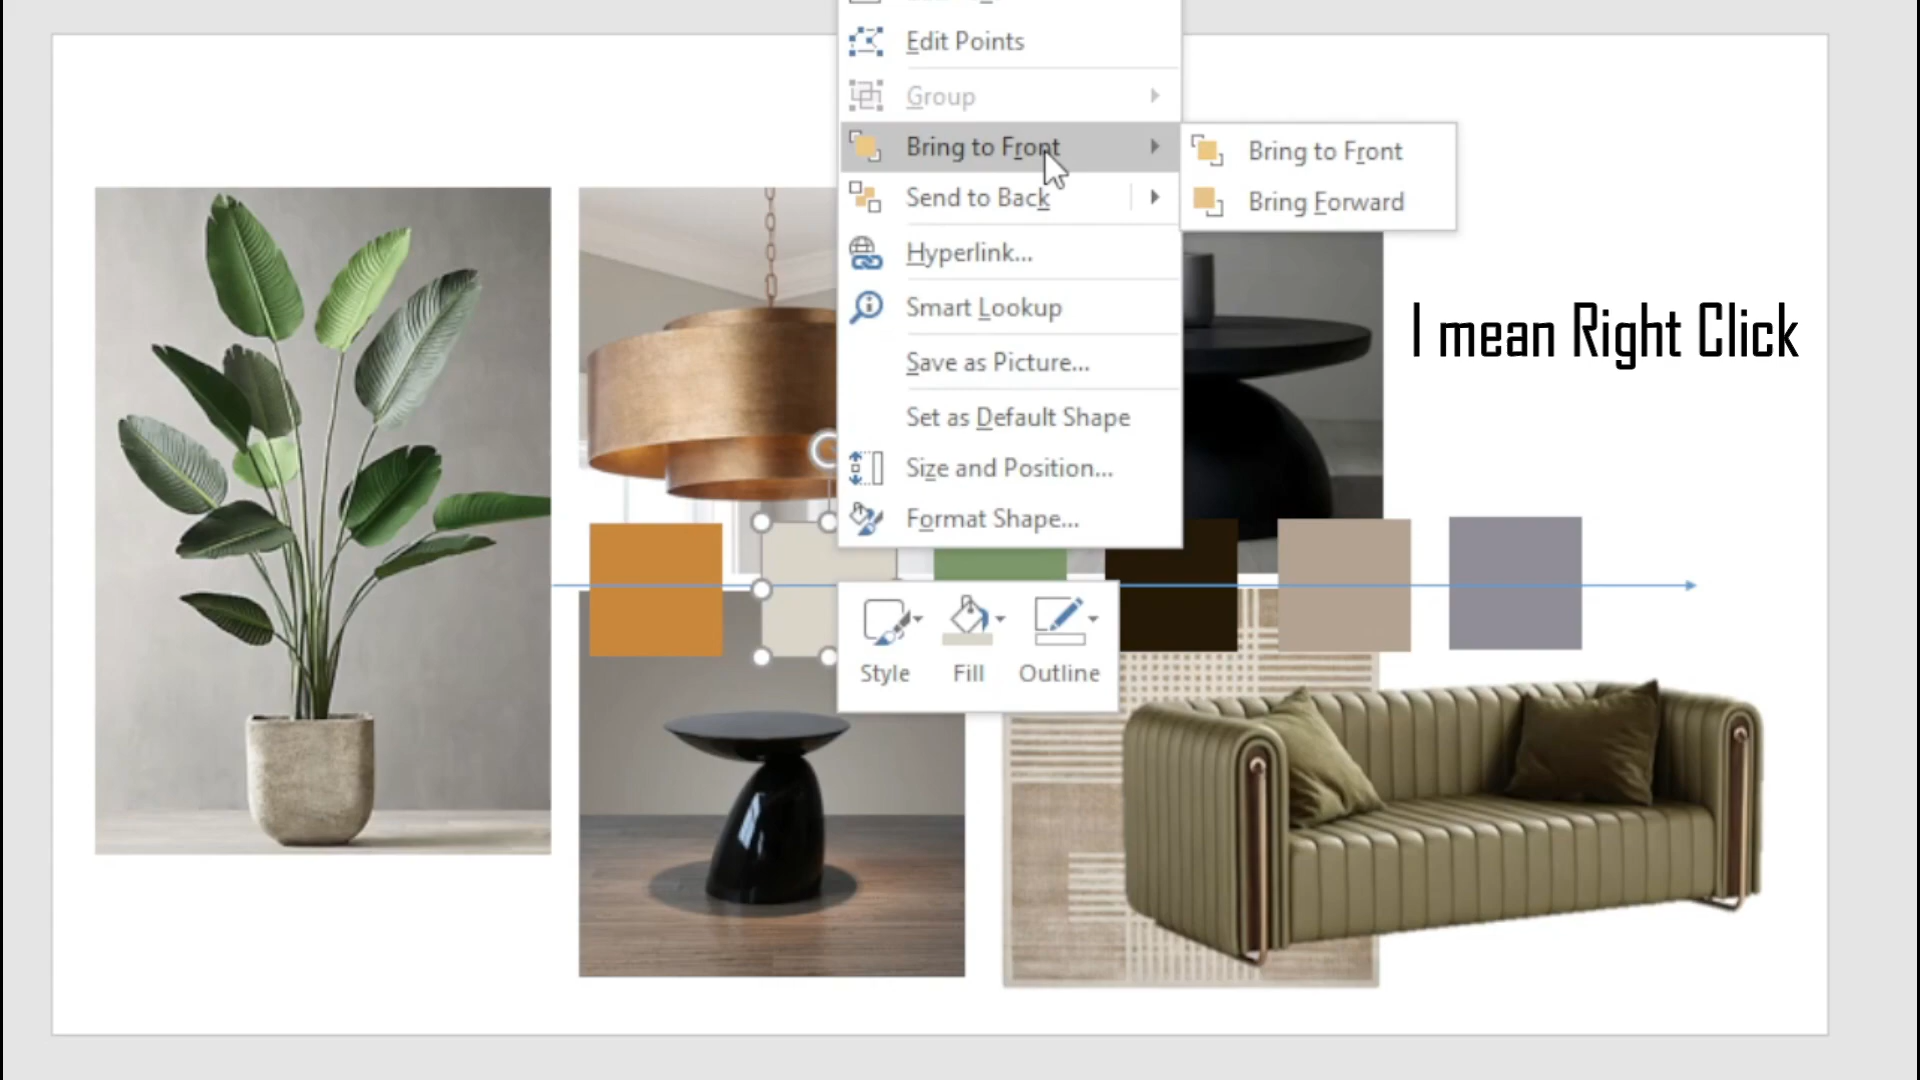 Edit Points
Group
Bring to Front
Send to Back
Hyperlink...
Smart Lookup
Save as Picture...
Set as Default Shape
Size and Position...
Format Shape...
Bring to Front
Bring Forward
I mean Right Click
Style Fill Outline